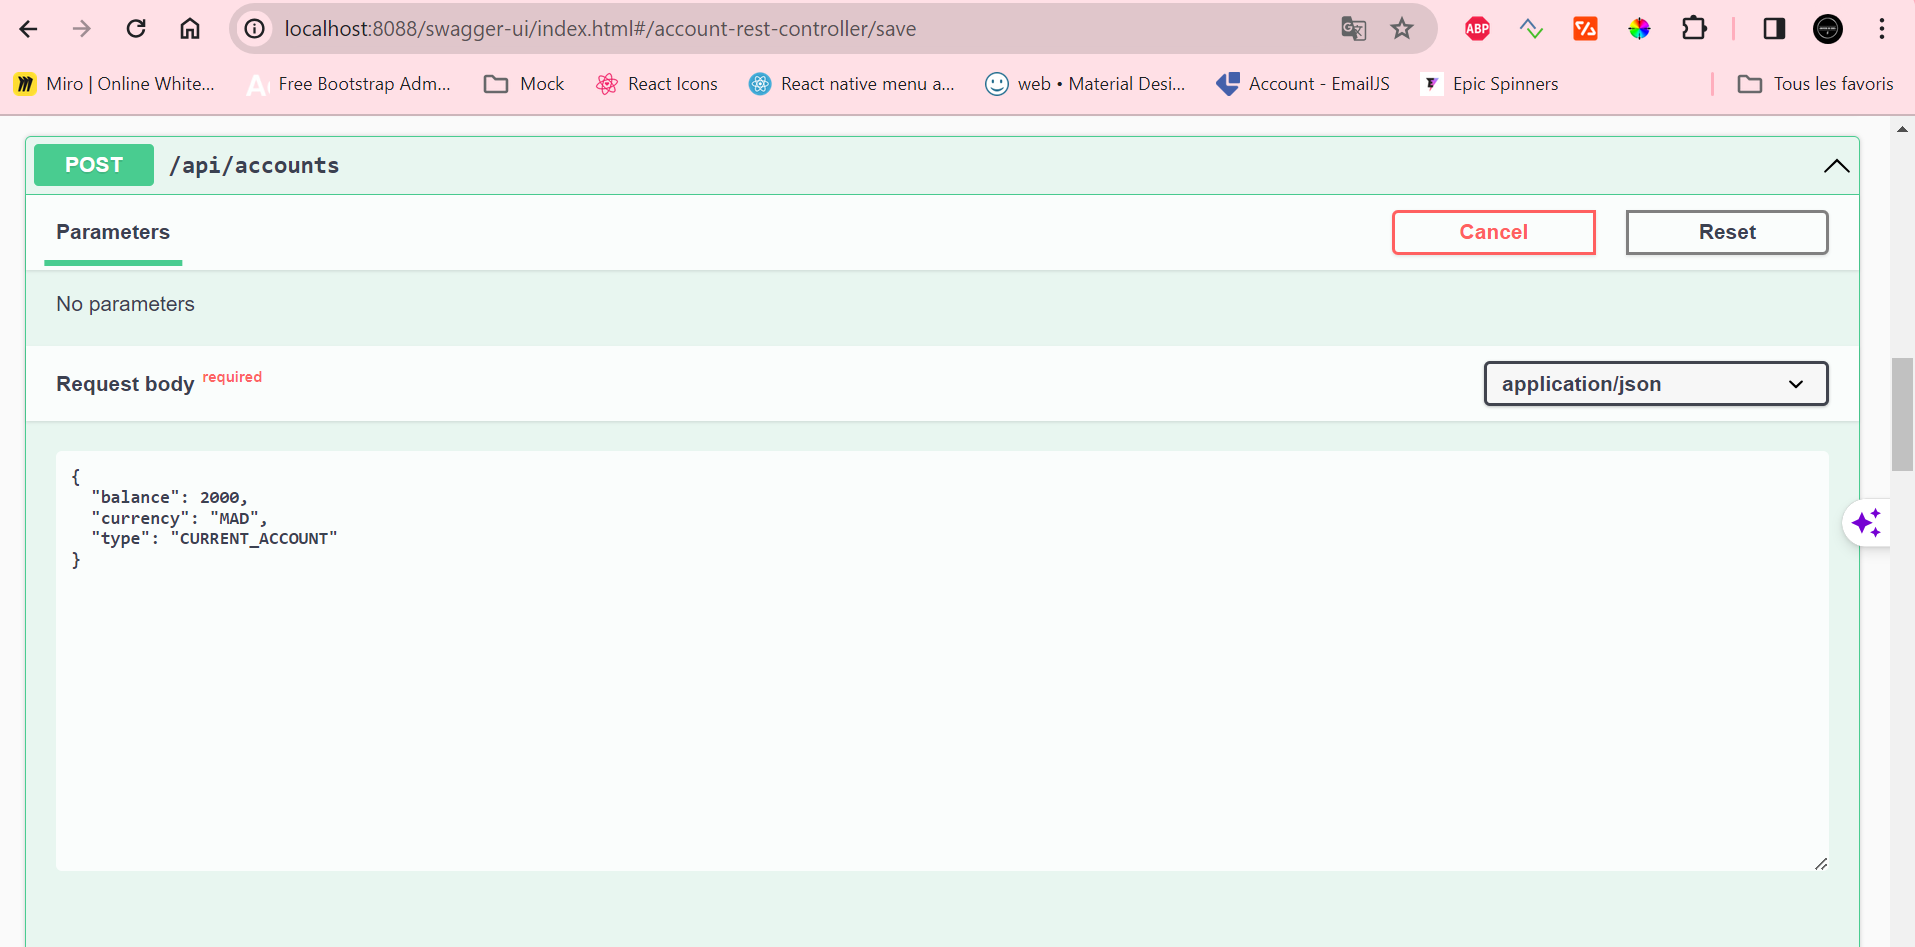 localhost:8088/swagger-ui/index.html#/account-rest-controller/save
ABP
Miro | Online White...
Free Bootstrap Adm...
Mock
React Icons
React native menu a...
web • Material Desi...
Account - EmailJS
Epic Spinners
Tous les favoris
POST /api/accounts
Parameters
Cancel
Reset
No parameters
Request body required
application/json
{
  "balance": 2000,
  "currency": "MAD",
  "type": "CURRENT_ACCOUNT"
}